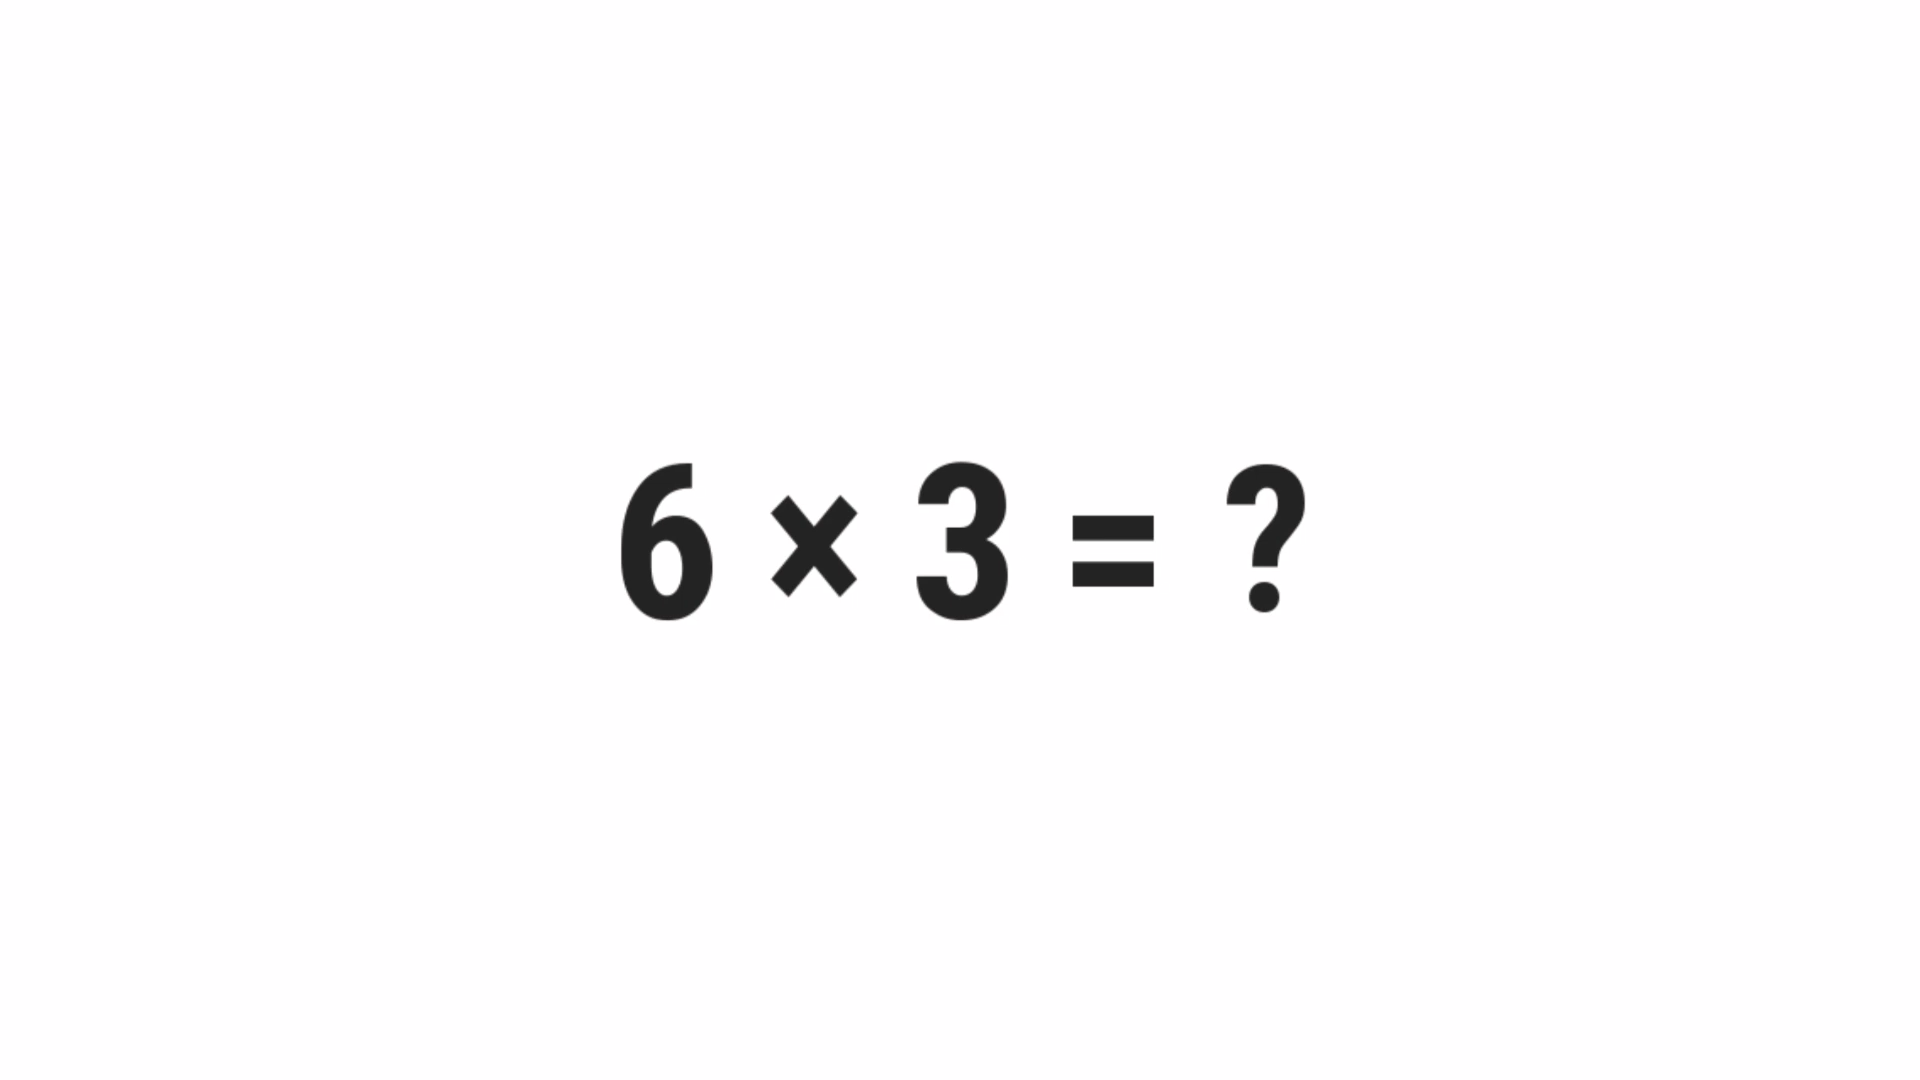 6 × 3 = ?